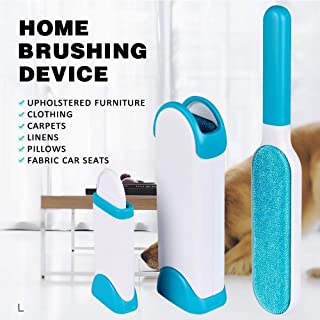 HOME
BRUSHING
DEVICE
UPHOLSTERED FURNITURE
CLOTHING
CARPETS
LINENS
PILLOWS
FABRIC CAR SEATS
L